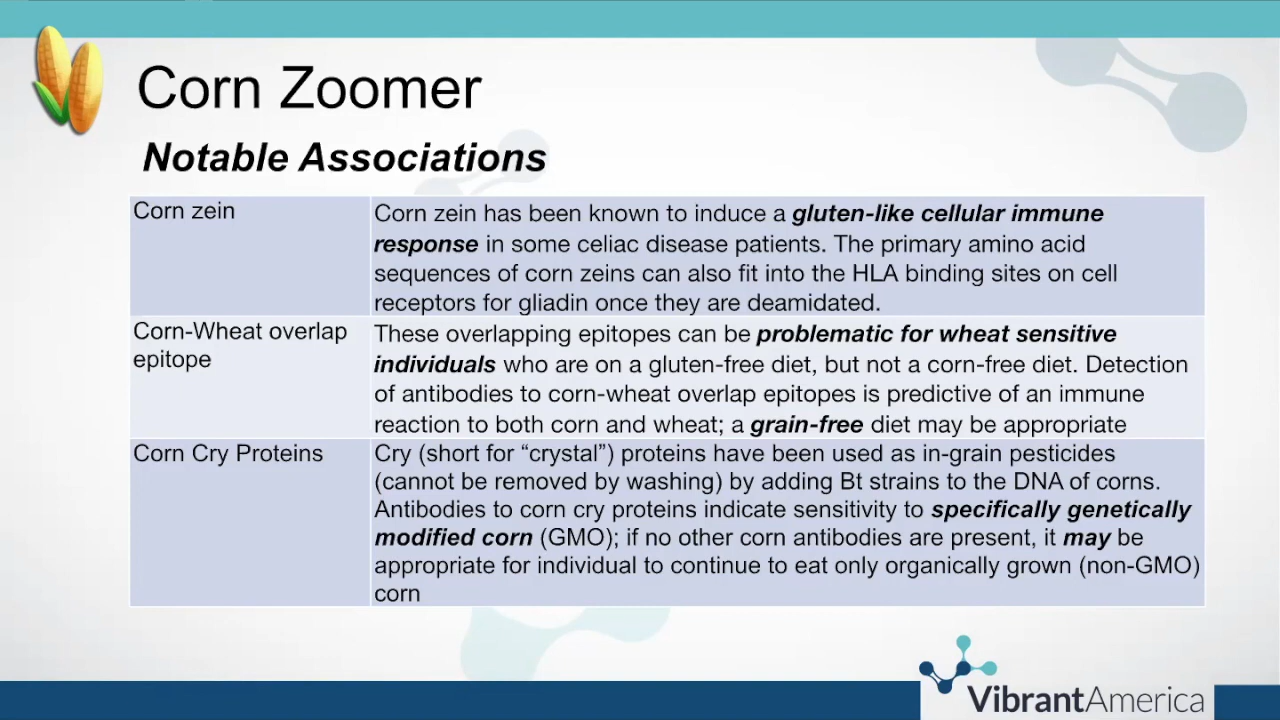 Corn Zoomer
Notable Associations
Corn zein
Corn zein has been known to induce a gluten-like cellular immune
response in some celiac disease patients. The primary amino acid
sequences of corn zeins can also fit into the HLA binding sites on cell
receptors for gliadin once they are deamidated.
Corn-Wheat overlap
epitope
These overlapping epitopes can be problematic for wheat sensitive
individuals who are on a gluten-free diet, but not a corn-free diet. Detection
of antibodies to corn-wheat overlap epitopes is predictive of an immune
reaction to both corn and wheat; a grain-free diet may be appropriate
Corn Cry Proteins
Cry (short for “crystal”) proteins have been used as in-grain pesticides
(cannot be removed by washing) by adding Bt strains to the DNA of corns.
Antibodies to corn cry proteins indicate sensitivity to specifically genetically
modified corn (GMO); if no other corn antibodies are present, it may be
appropriate for individual to continue to eat only organically grown (non-GMO)
corn
VibrantAmerica